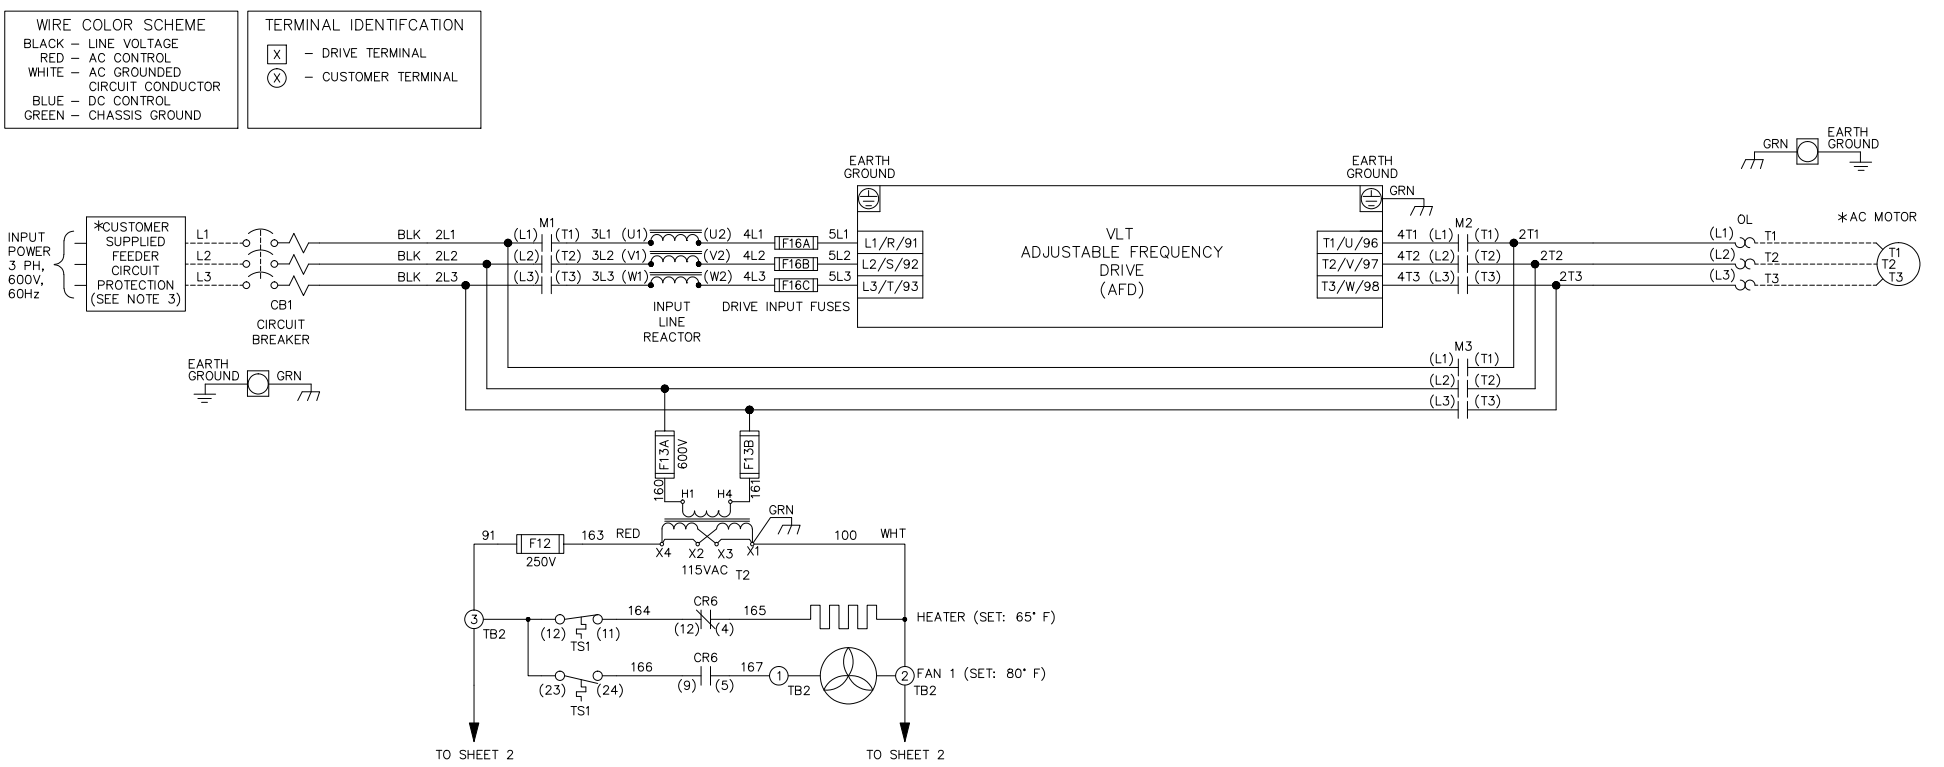 WIRE COLOR SCHEME
BLACK – LINE VOLTAGE
RED – AC CONTROL
WHITE – AC GROUNDED
CIRCUIT CONDUCTOR
BLUE – DC CONTROL
GREEN – CHASSIS GROUND
TERMINAL IDENTIFCATION
X – DRIVE TERMINAL
X – CUSTOMER TERMINAL
INPUT
POWER
3 PH,
600V,
60Hz
*CUSTOMER
SUPPLIED
FEEDER
CIRCUIT
PROTECTION
(SEE NOTE 3)
L1
L2
L3
CB1
CIRCUIT
BREAKER
EARTH
GROUND
GRN
BLK 2L1
BLK 2L2
BLK 2L3
M1
(L1) (T1) 3L1 (U1) (U2) 4L1 F16A 5L1
(L2) (T2) 3L2 (V1) (V2) 4L2 F16B 5L2
(L3) (T3) 3L3 (W1) (W2) 4L3 F16C 5L3
INPUT
LINE
REACTOR
DRIVE INPUT FUSES
EARTH
GROUND
L1/R/91
L2/S/92
L3/T/93
VLT
ADJUSTABLE FREQUENCY
DRIVE
(AFD)
EARTH
GROUND
GRN
T1/U/96
T2/V/97
T3/W/98
M2
4T1 (L1) (T1) 2T1
4T2 (L2) (T2) 2T2
4T3 (L3) (T3) 2T3
GRN
EARTH
GROUND
OL
(L1) T1
(L2) T2
(L3) T3
*AC MOTOR
T1
T2
T3
M3
(L1) (T1)
(L2) (T2)
(L3) (T3)
F13A
600V
F13B
160
161
H1 H4
GRN
91 F12 163 RED
250V
X4 X2 X3 X1
100 WHT
115VAC T2
3
TB2
(12) (11)
TS1
164
CR6
(12) (4)
165
HEATER (SET: 65° F)
(23) (24)
TS1
166
CR6
(9) (5)
167
1
TB2
2
TB2
FAN 1 (SET: 80° F)
TO SHEET 2
TO SHEET 2